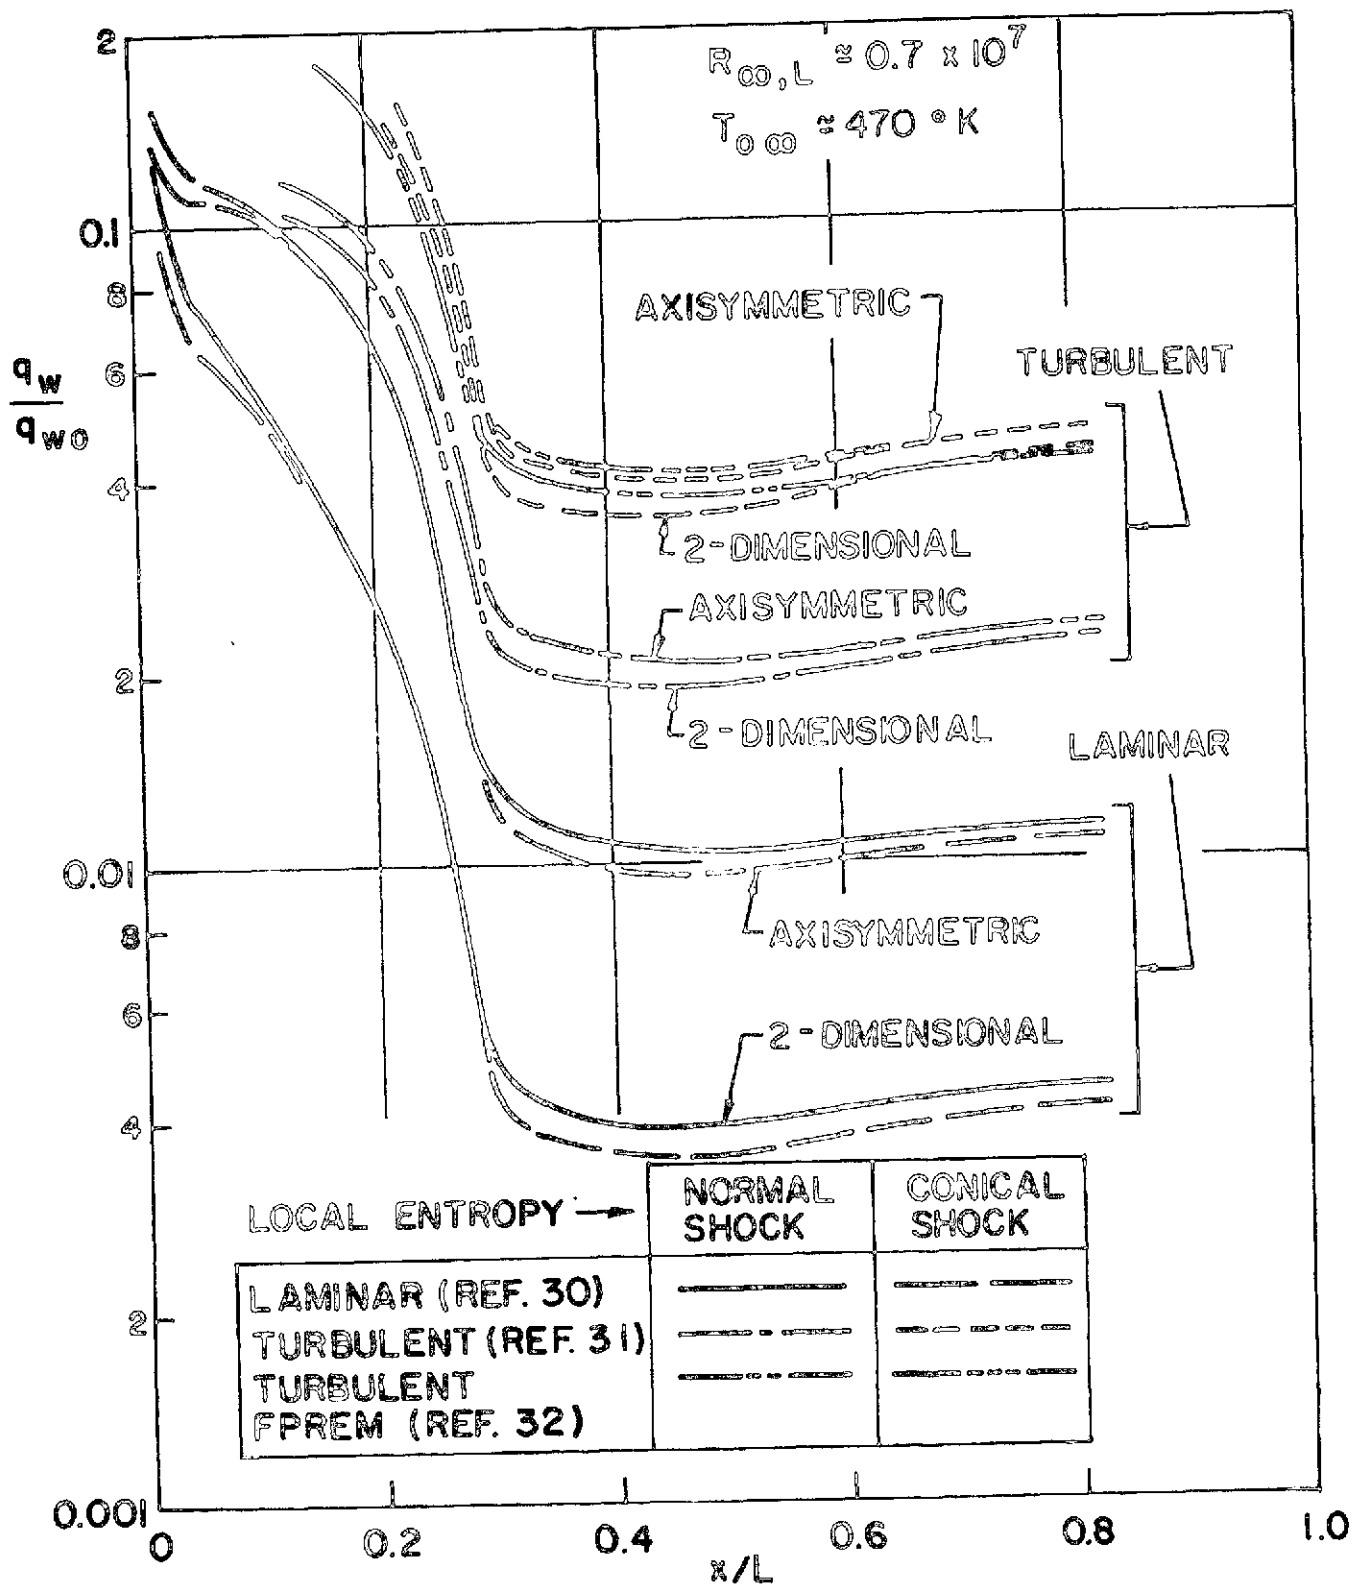 2
R∞,L ≅ 0.7 x 10⁷
T₀∞ ≅ 470 °K
0.1
8
AXISYMMETRIC
TURBULENT
6
q_w
q_w0
4
2-DIMENSIONAL
AXISYMMETRIC
2
2-DIMENSIONAL
LAMINAR
0.01
8
AXISYMMETRIC
6
2-DIMENSIONAL
4
LOCAL ENTROPY
NORMAL SHOCK
CONICAL SHOCK
LAMINAR (REF. 30)
2
TURBULENT (REF. 31)
TURBULENT
FPREM (REF. 32)
0.001
0 0.2 0.4 0.6 0.8 1.0
x/L